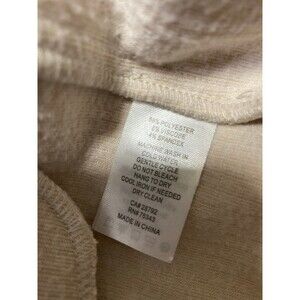 POLYESTER
VISCOSE
SPANDEX
MACHINE WASH IN
COLD WATER
GENTLE CYCLE
DO NOT BLEACH
HANG TO DRY
COOL IRON IF NEEDED
DRY CLEAN
MADE IN CHINA